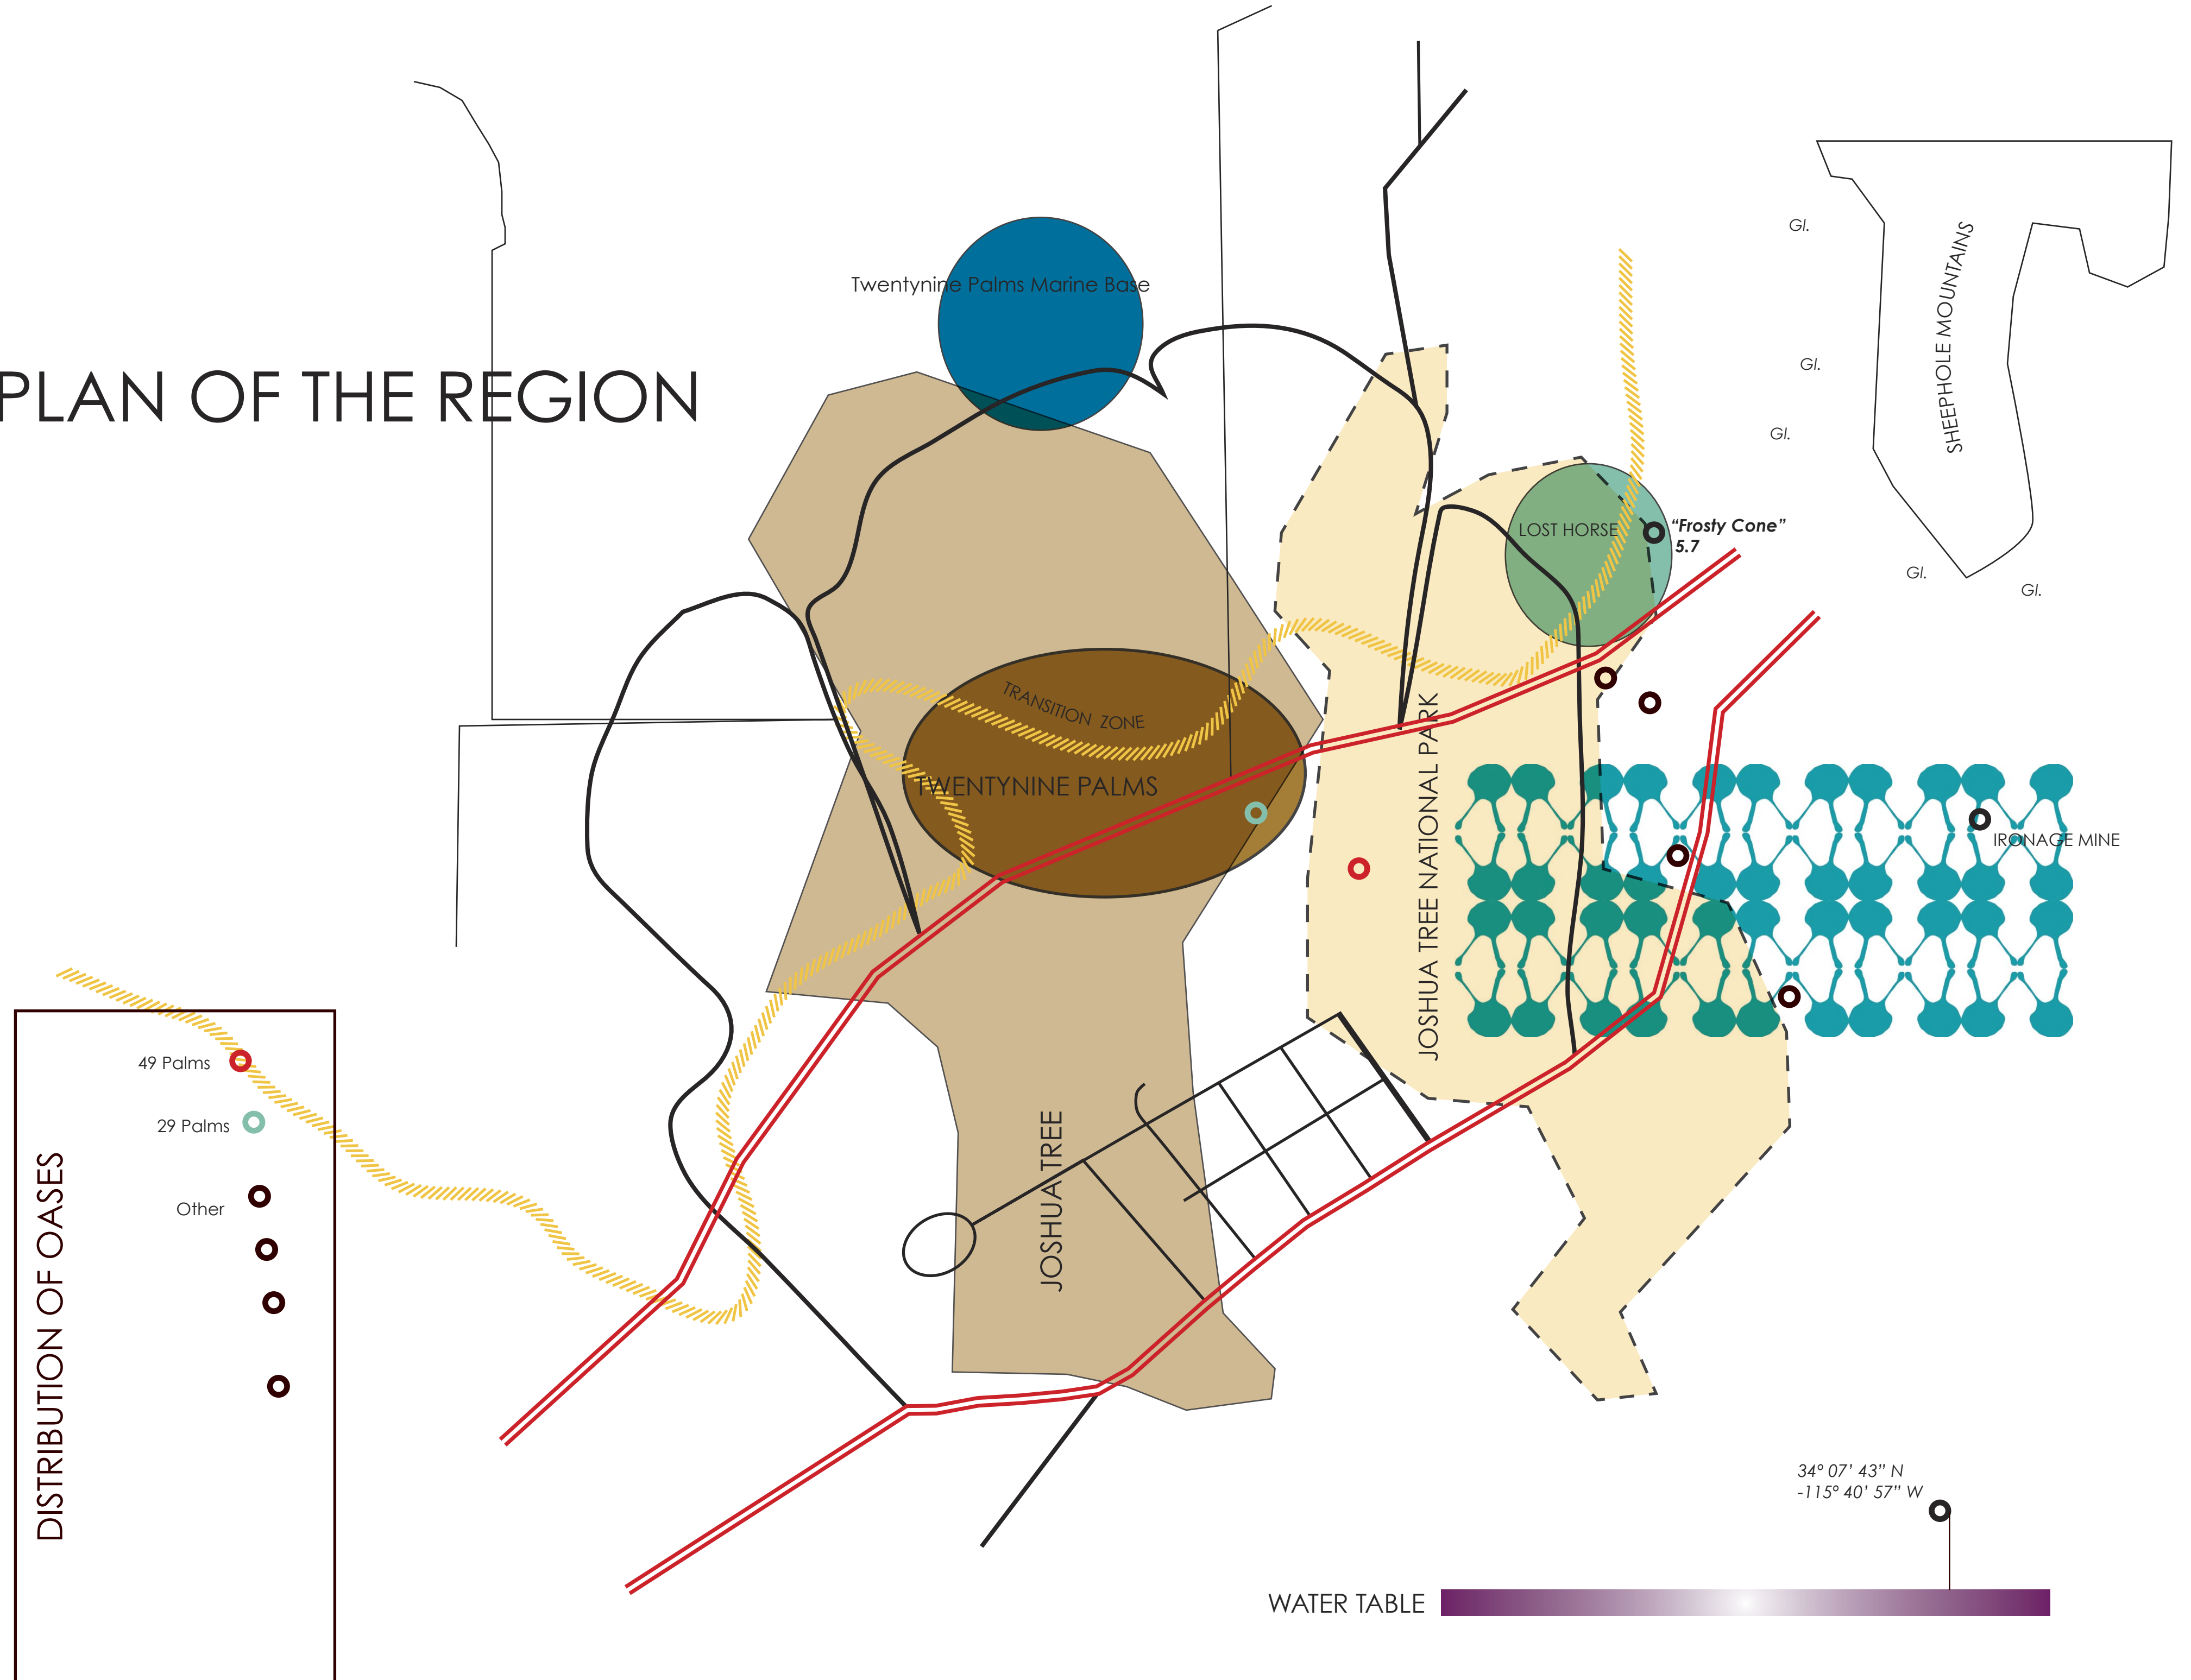 PLAN OF THE REGION
Twentynine Palms Marine Base
Gl.
Gl.
Gl.
Gl.
Gl.
SHEEPHOLE MOUNTAINS
LOST HORSE
“Frosty Cone”
5.7
TRANSITION ZONE
TWENTYNINE PALMS
JOSHUA TREE NATIONAL PARK
IRONAGE MINE
JOSHUA TREE
DISTRIBUTION OF OASES
49 Palms
29 Palms
Other
34º 07’ 43” N
-115º 40’ 57” W
WATER TABLE